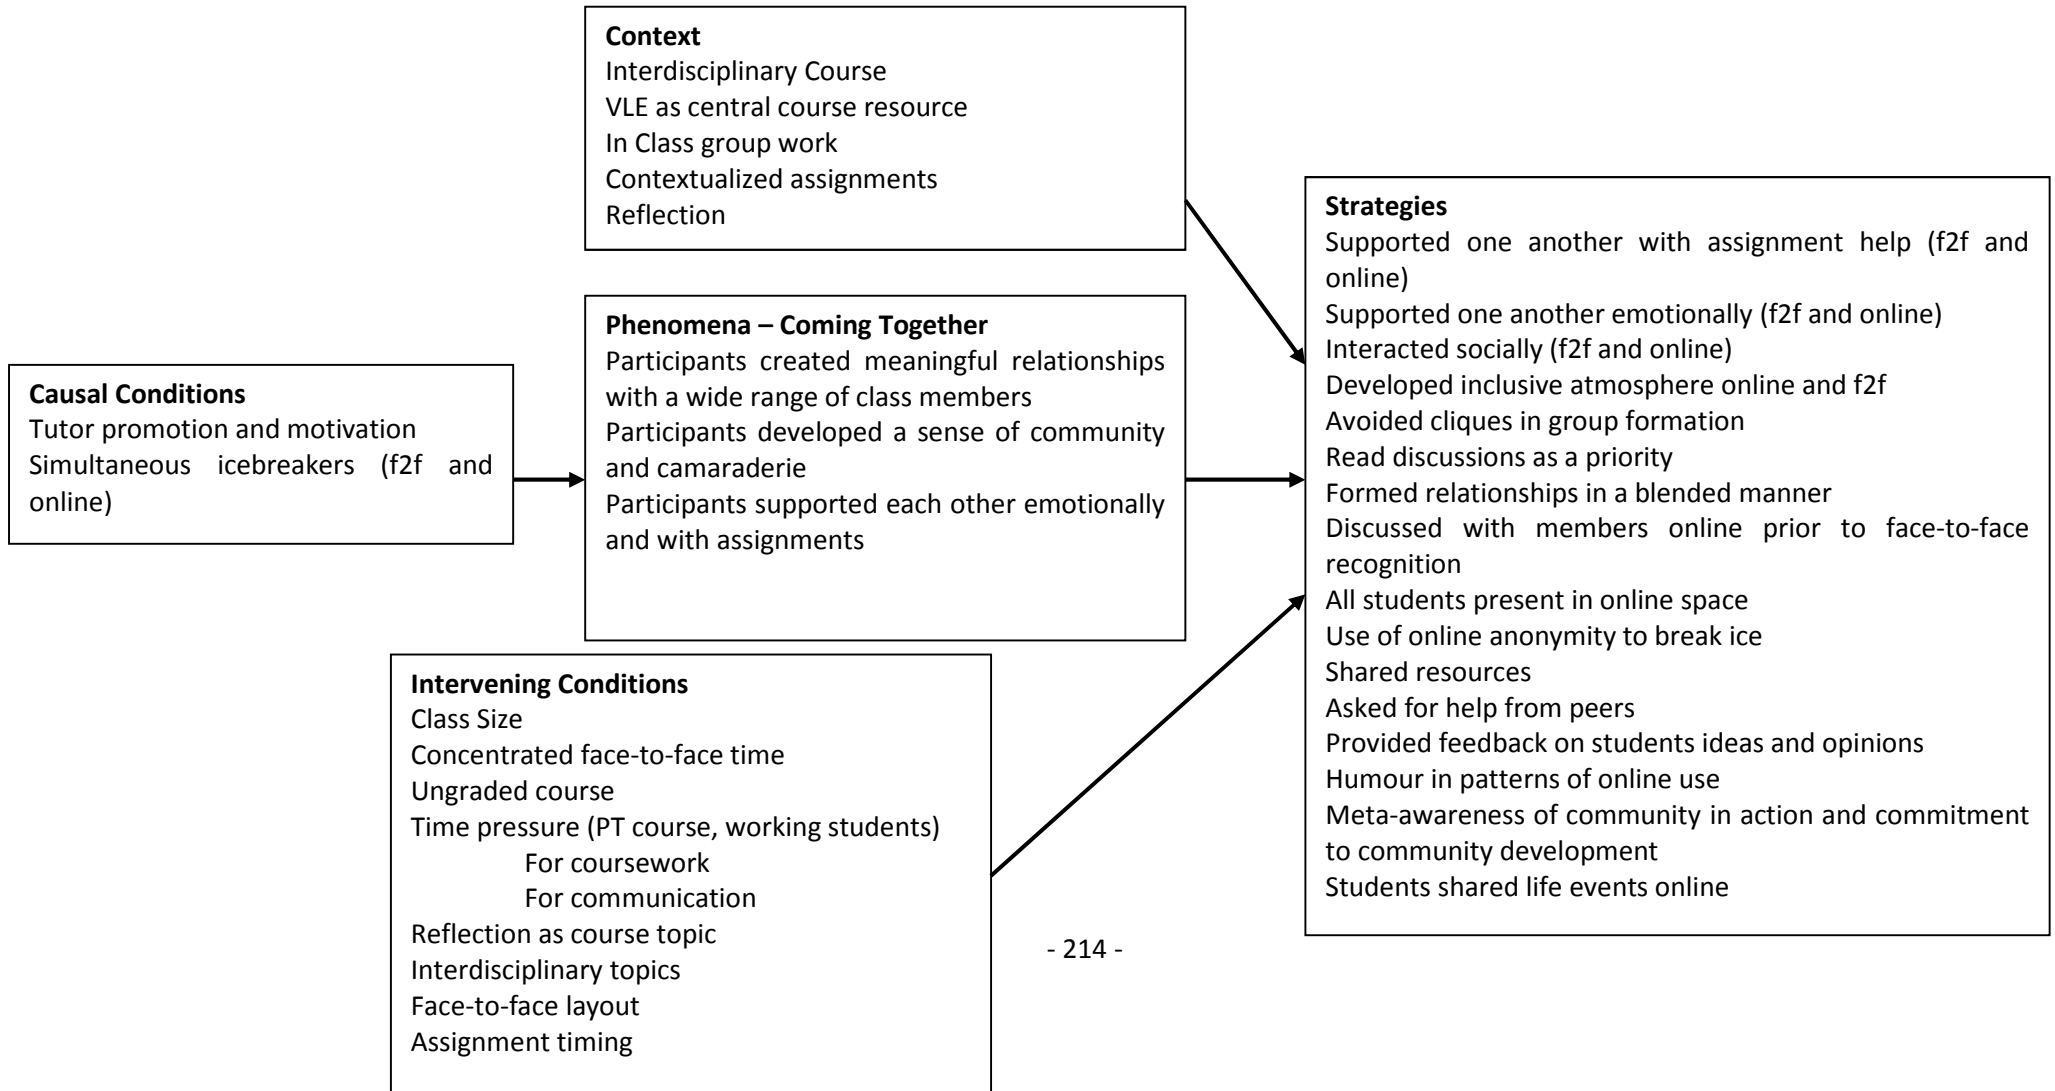 Context
Interdisciplinary Course
VLE as central course resource
In Class group work
Contextualized assignments
Reflection
Causal Conditions
Tutor promotion and motivation
Simultaneous icebreakers (f2f and
online)
Phenomena – Coming Together
Participants created meaningful relationships
with a wide range of class members
Participants developed a sense of community
and camaraderie
Participants supported each other emotionally
and with assignments
Intervening Conditions
Class Size
Concentrated face-to-face time
Ungraded course
Time pressure (PT course, working students)
For coursework
For communication
Reflection as course topic
Interdisciplinary topics
Face-to-face layout
Assignment timing
Strategies
Supported one another with assignment help (f2f and
online)
Supported one another emotionally (f2f and online)
Interacted socially (f2f and online)
Developed inclusive atmosphere online and f2f
Avoided cliques in group formation
Read discussions as a priority
Formed relationships in a blended manner
Discussed with members online prior to face-to-face
recognition
All students present in online space
Use of online anonymity to break ice
Shared resources
Asked for help from peers
Provided feedback on students ideas and opinions
Humour in patterns of online use
Meta-awareness of community in action and commitment
to community development
Students shared life events online
- 214 -